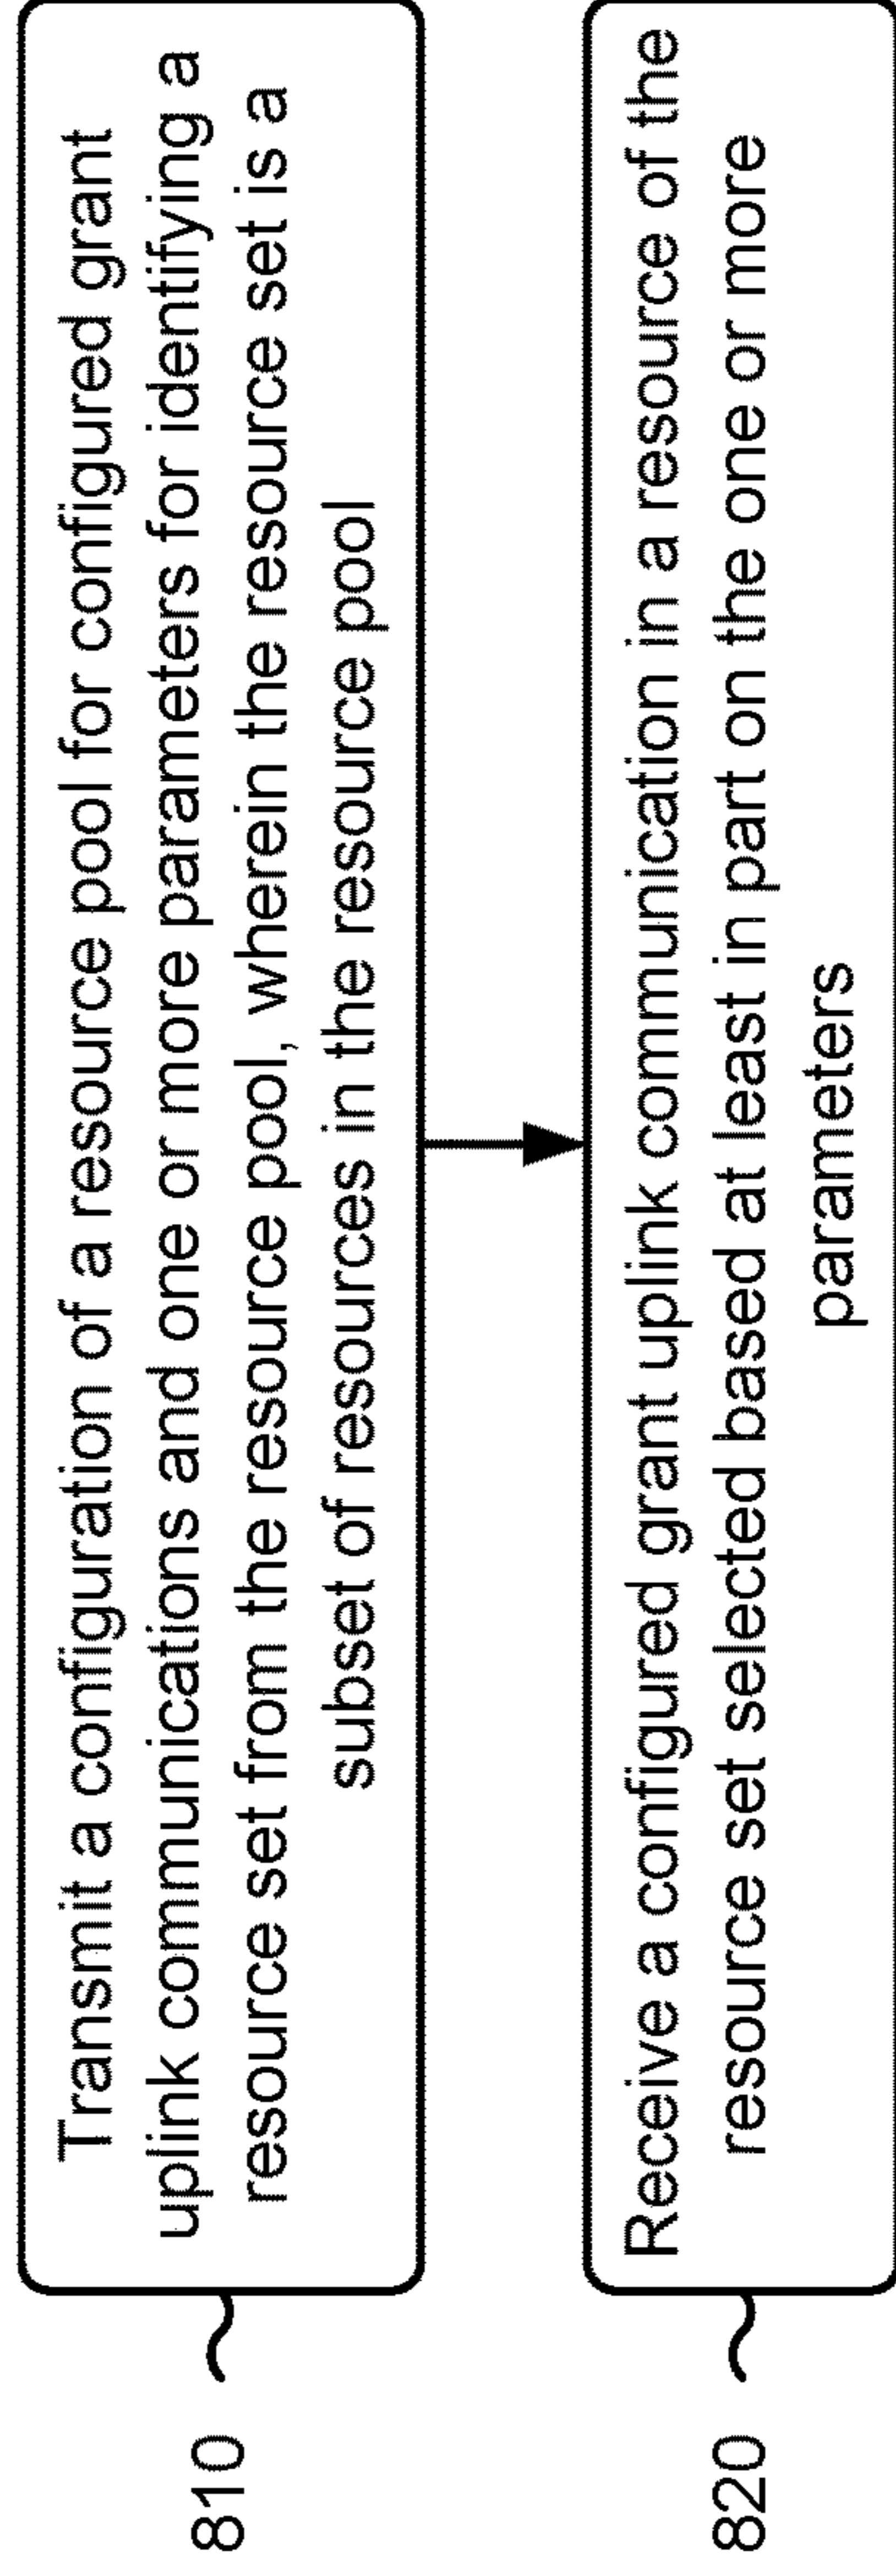 810
Transmit a configuration of a resource pool for configured grant
uplink communications and one or more parameters for identifying a
resource set from the resource pool, wherein the resource set is a
subset of resources in the resource pool
820
Receive a configured grant uplink communication in a resource of the
resource set selected based at least in part on the one or more
parameters